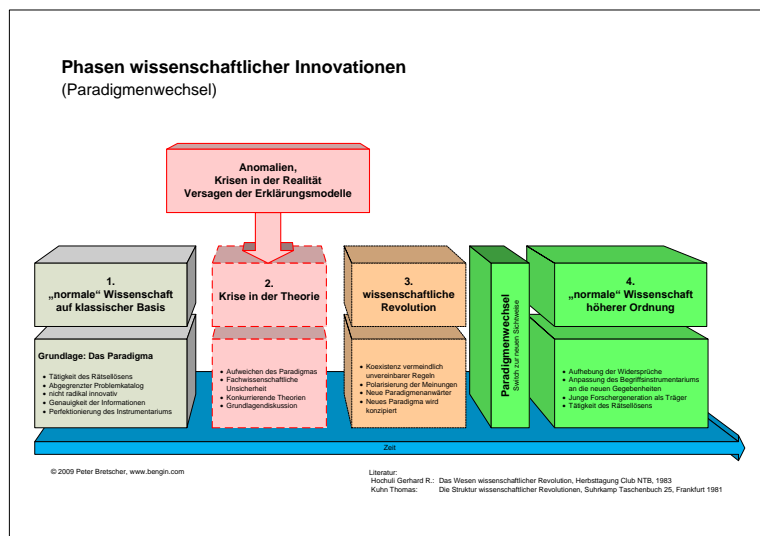 Phasen wissenschaftlicher Innovationen
(Paradigmenwechsel)
Anomalien,
Krisen in der Realität
Versagen der Erklärungsmodelle
1.
„normale“ Wissenschaft
auf klassischer Basis
Grundlage: Das Paradigma
• Tätigkeit des Rätsellösens
• Abgegrenzter Problemkatalog
• nicht radikal innovativ
• Genauigkeit der Informationen
• Perfektionierung des Instrumentariums
2.
Krise in der Theorie
• Aufweichen des Paradigmas
• Fachwissenschaftliche
Unsicherheit
• Konkurrierende Theorien
• Grundlagendiskussion
3.
wissenschaftliche
Revolution
• Koexistenz vermeindlich
unvereinbarer Regeln
• Polarisierung der Meinungen
• Neue Paradigmenanwärter
• Neues Paradigma wird
konzipiert
Paradigmenwechsel
Switch zur neuen Sichtweise
4.
„normale“ Wissenschaft
höherer Ordnung
• Aufhebung der Widersprüche
• Anpassung des Begriffsinstrumentariums
an die neuen Gegebenheiten
• Junge Forschergeneration als Träger
• Tätigkeit des Rätsellösens
Zeit
© 2009 Peter Bretscher, www.bengin.com
Literatur:
Hochuli Gerhard R.: Das Wesen wissenschaftlicher Revolution, Herbsttagung Club NTB, 1983
Kuhn Thomas: Die Struktur wissenschaftlicher Revolutionen, Suhrkamp Taschenbuch 25, Frankfurt 1981